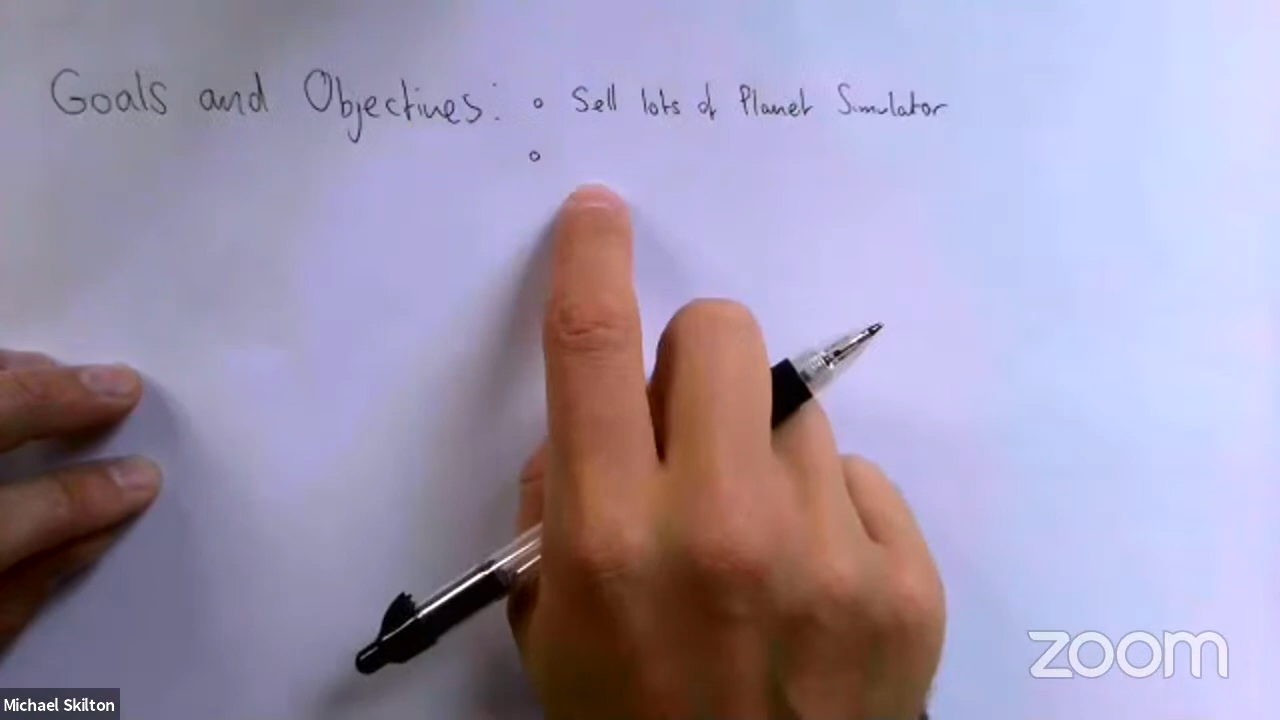 Goals and Objectives: o Sell lots of Planet Simulator
o
zoom
Michael Skilton